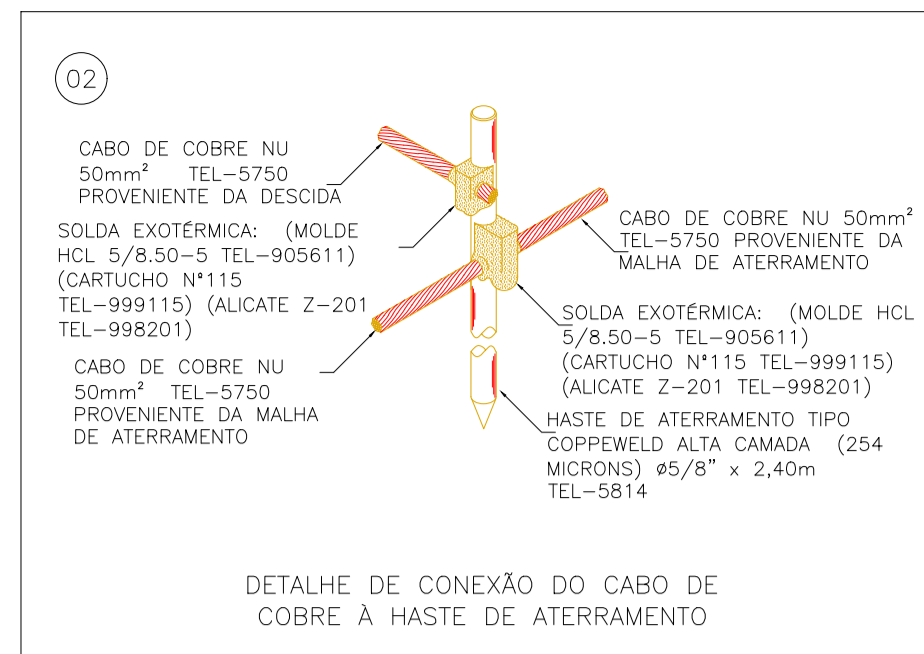 02
CABO DE COBRE NU
50mm² TEL-5750
PROVENIENTE DA DESCIDA
SOLDA EXOTÉRMICA: (MOLDE
HCL 5/8.50-5 TEL-905611)
(CARTUCHO N°115
TEL-999115) (ALICATE Z-201
TEL-998201)
CABO DE COBRE NU
50mm² TEL-5750
PROVENIENTE DA MALHA
DE ATERRAMENTO
CABO DE COBRE NU 50mm²
TEL-5750 PROVENIENTE DA
MALHA DE ATERRAMENTO
SOLDA EXOTÉRMICA: (MOLDE HCL
5/8.50-5 TEL-905611)
(CARTUCHO N°115 TEL-999115)
(ALICATE Z-201 TEL-998201)
HASTE DE ATERRAMENTO TIPO
COPPEWELD ALTA CAMADA (254
MICRONS) ø5/8" x 2,40m
TEL-5814
DETALHE DE CONEXÃO DO CABO DE
COBRE À HASTE DE ATERRAMENTO